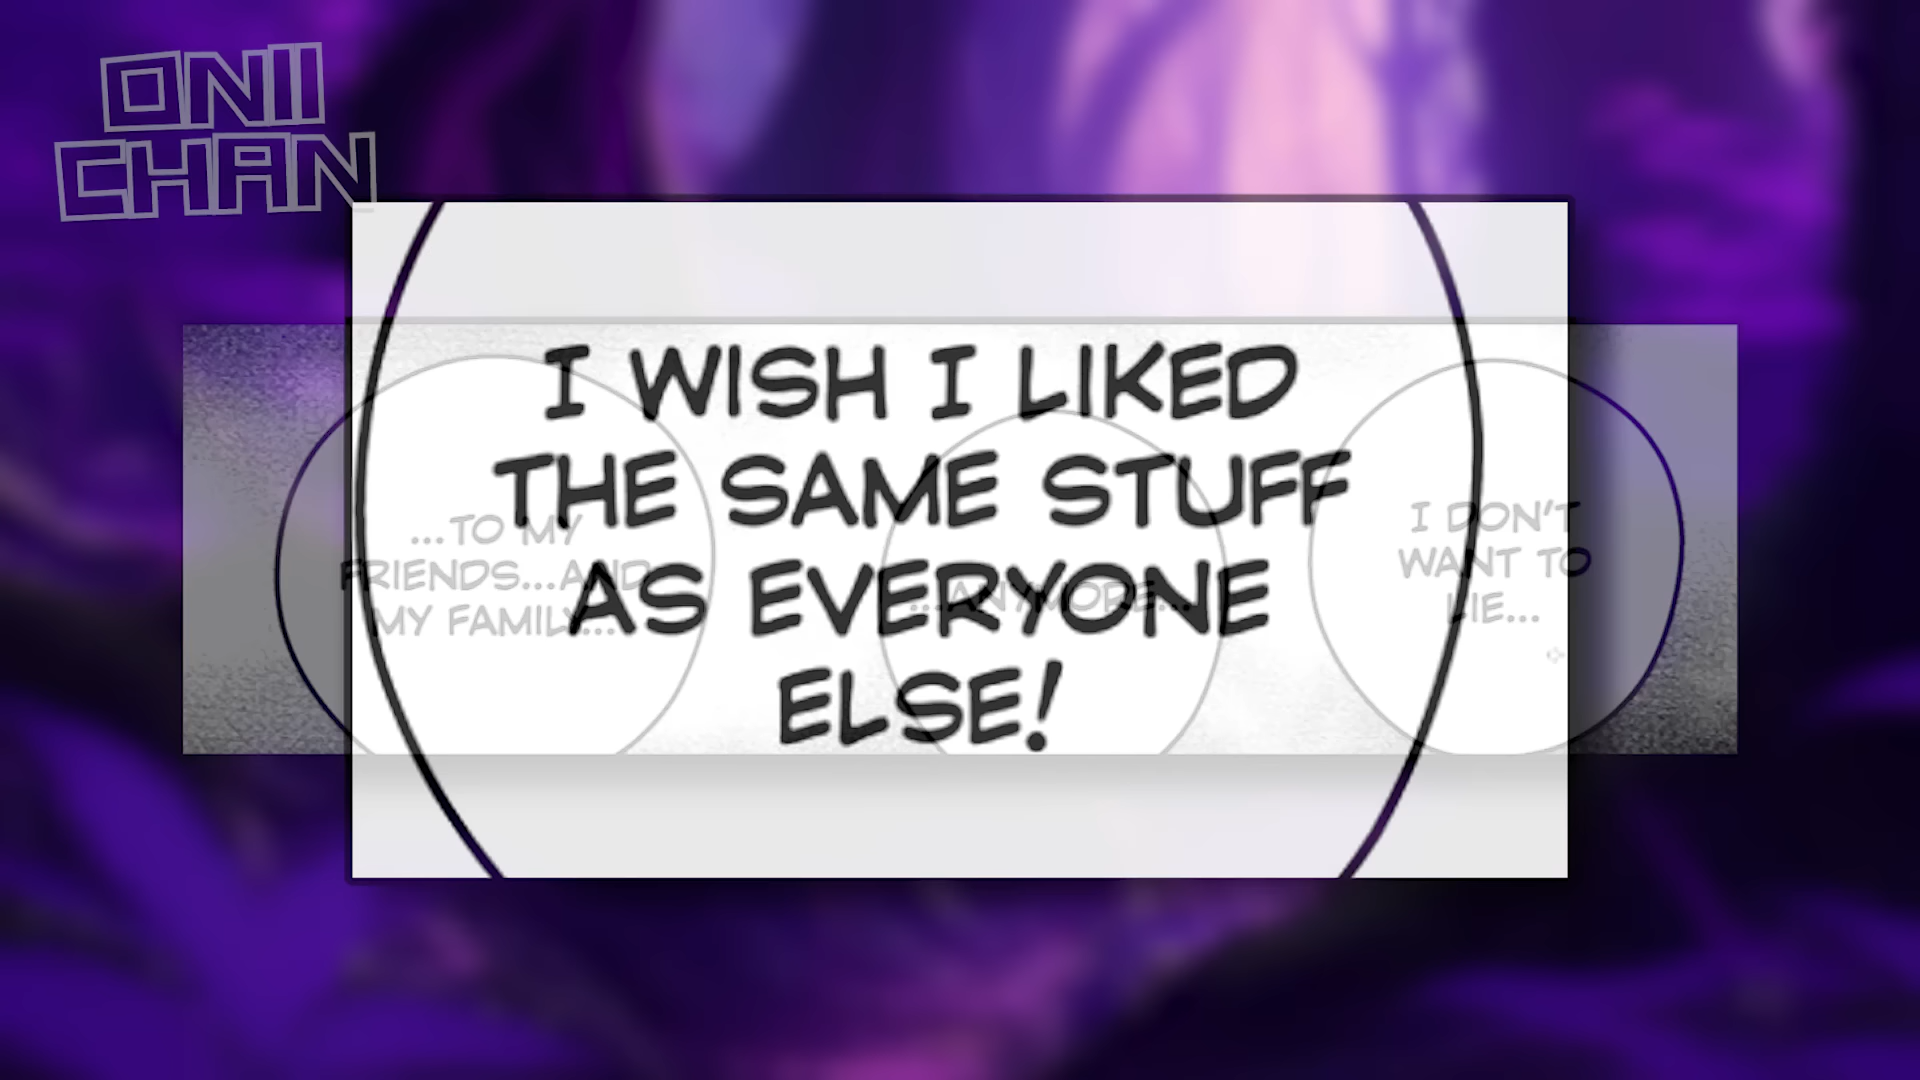 ONII
CHAN
I WISH I LIKED
THE SAME STUFF
AS EVERYONE
ELSE!
I DON'T
WANT TO
LIE...
...ANYMORE...
...TO MY
FRIENDS...AND
MY FAMILY...